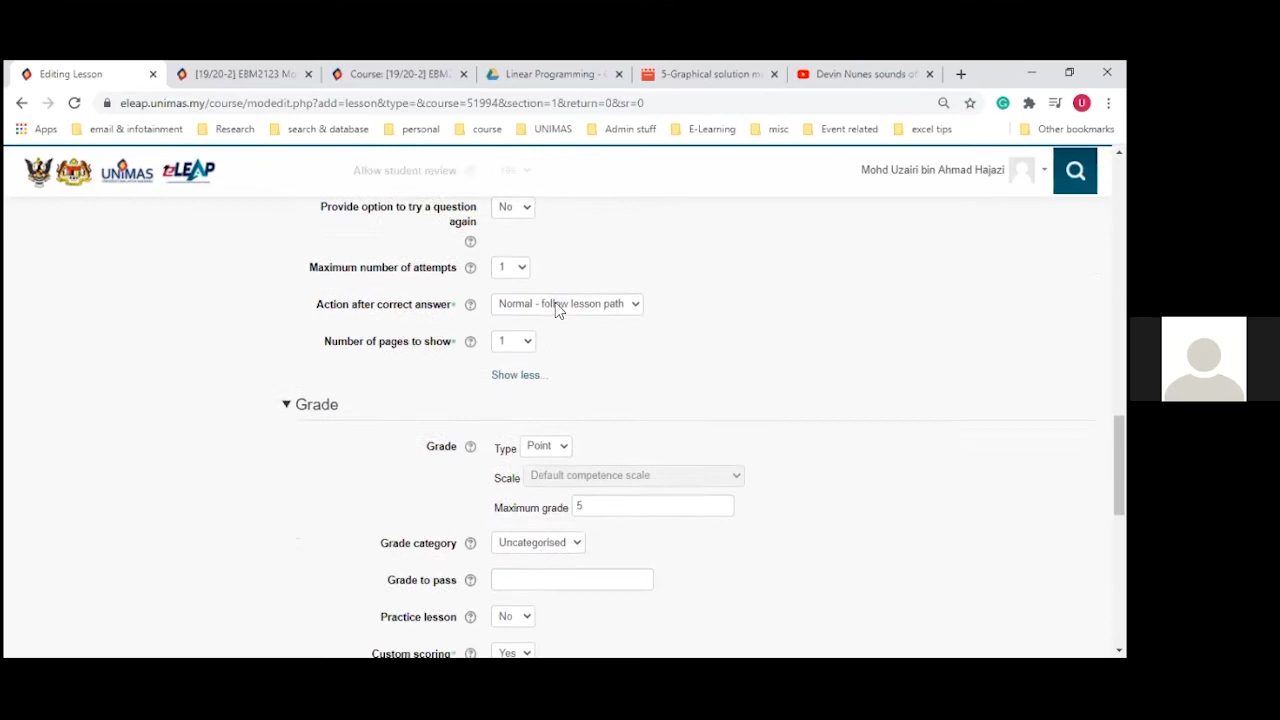 Editing Lesson
[19/20-2] EBM2123 Mo
Course: [19/20-2] EBM
Linear Programming -
5-Graphical solution m
Devin Nunes sounds of
eleap.unimas.my/course/modedit.php?add=lesson&type=&course=51994&section=1&return=0&sr=0
U
Apps
email & infotainment
Research
search & database
personal
course
UNIMAS
Admin stuff
E-Learning
misc
Event related
excel tips
Other bookmarks
UNIMAS
eLEAP
Allow student review
Yes
Mohd Uzairi bin Ahmad Hajazi
Provide option to try a question
again
No
Maximum number of attempts
1
Action after correct answer*
Normal - follow lesson path
Number of pages to show*
1
Show less...
Grade
Grade
Type Point
Scale Default competence scale
Maximum grade 5
Grade category
Uncategorised
Grade to pass
Practice lesson
No
Custom scoring*
Yes